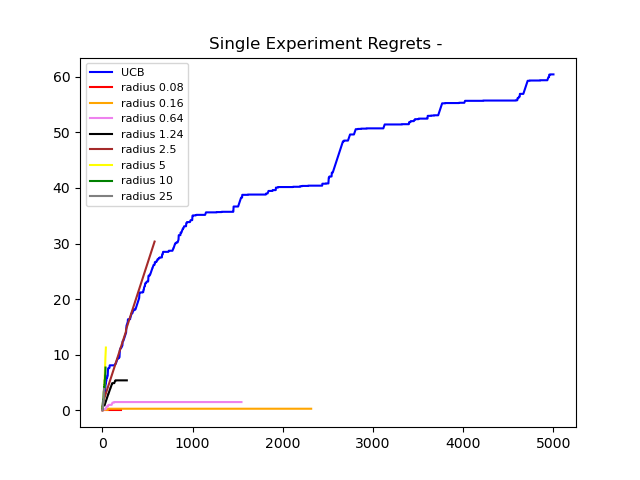 Single Experiment Regrets -
UCB
radius 0.08
radius 0.16
radius 0.64
radius 1.24
radius 2.5
radius 5
radius 10
radius 25
60
50
40
30
20
10
0
0 1000 2000 3000 4000 5000